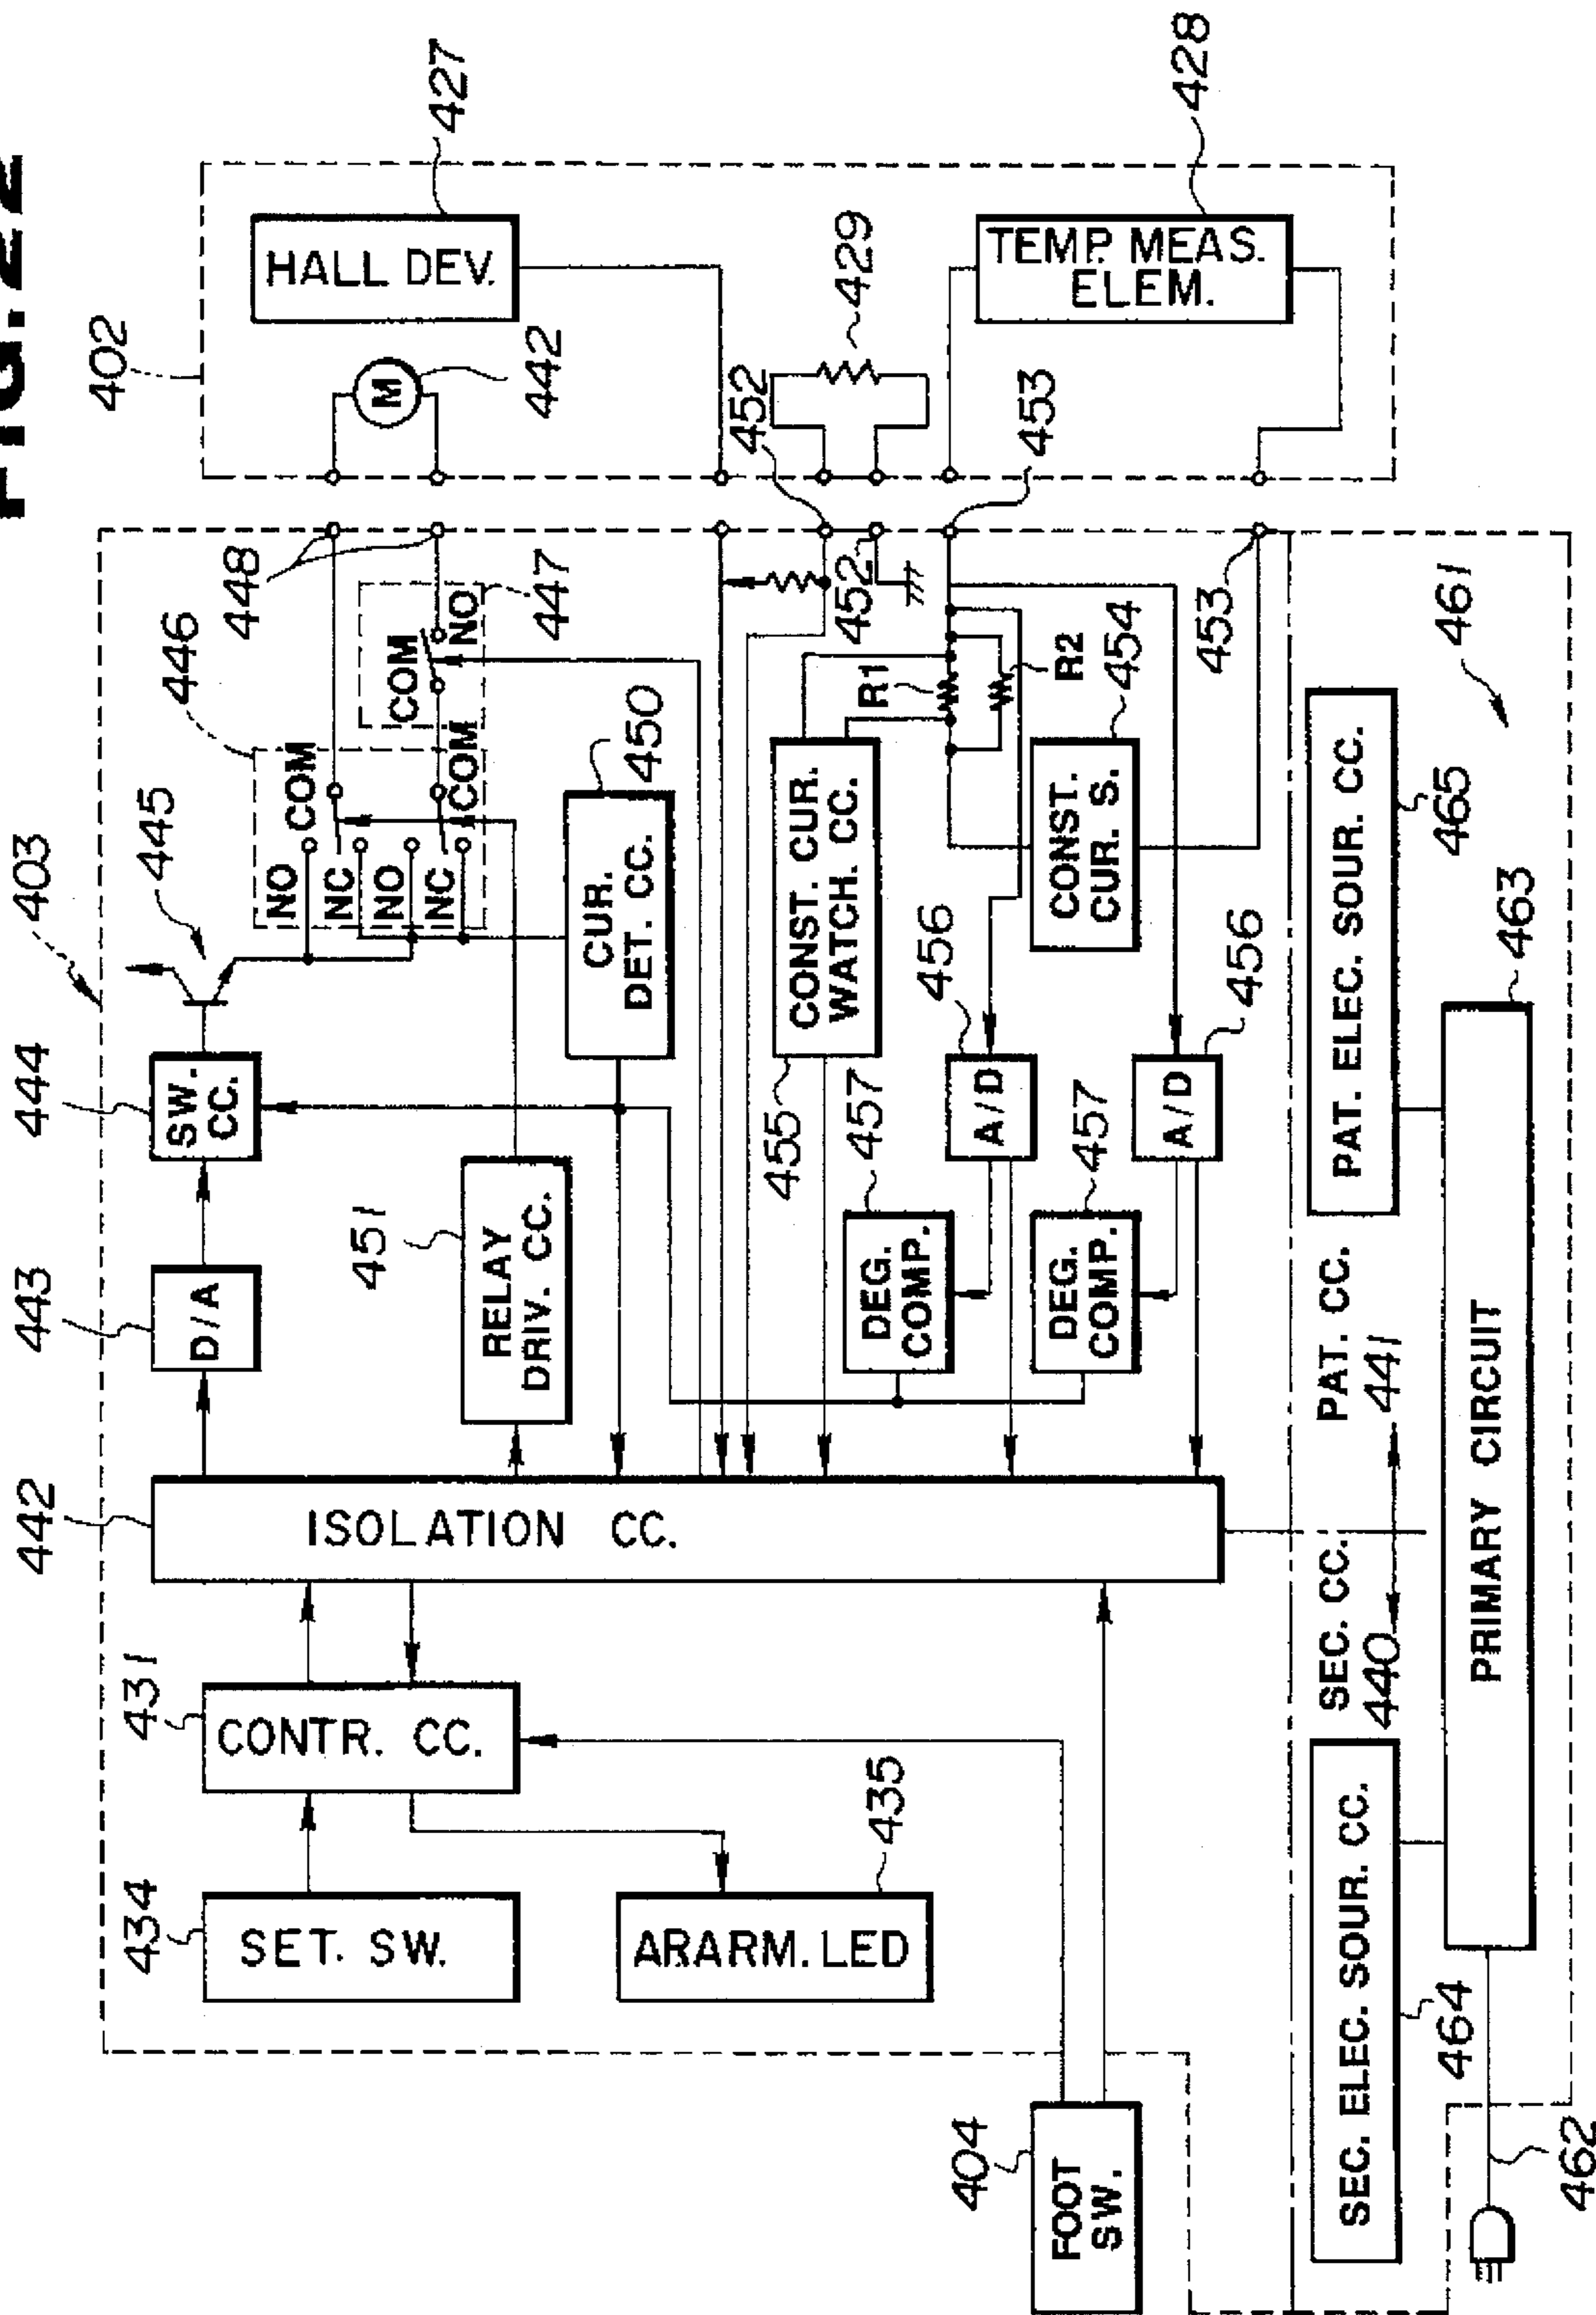 FIG. 22
403
402
434
SET. SW.
431
CONTR. CC.
442
ISOLATION CC.
443
D/A
444
SW.
CC.
445
446
NO
COM
NC
NO
COM
NC
448
COM
NO
447
M
442
HALL DEV.
427
435
ARARM. LED
451
RELAY
DRIV. CC.
450
CUR.
DET. CC.
452
452
429
455
CONST. CUR.
WATCH. CC.
R1
R2
453
TEMP. MEAS.
ELEM.
428
457
DEG.
COMP.
456
A/D
454
CONST.
CUR. S.
457
DEG.
COMP.
456
A/D
453
404
FOOT
SW.
SEC. CC.
440
PAT. CC.
441
461
464
SEC. ELEC. SOUR. CC.
PAT. ELEC. SOUR. CC.
465
462
PRIMARY CIRCUIT
463